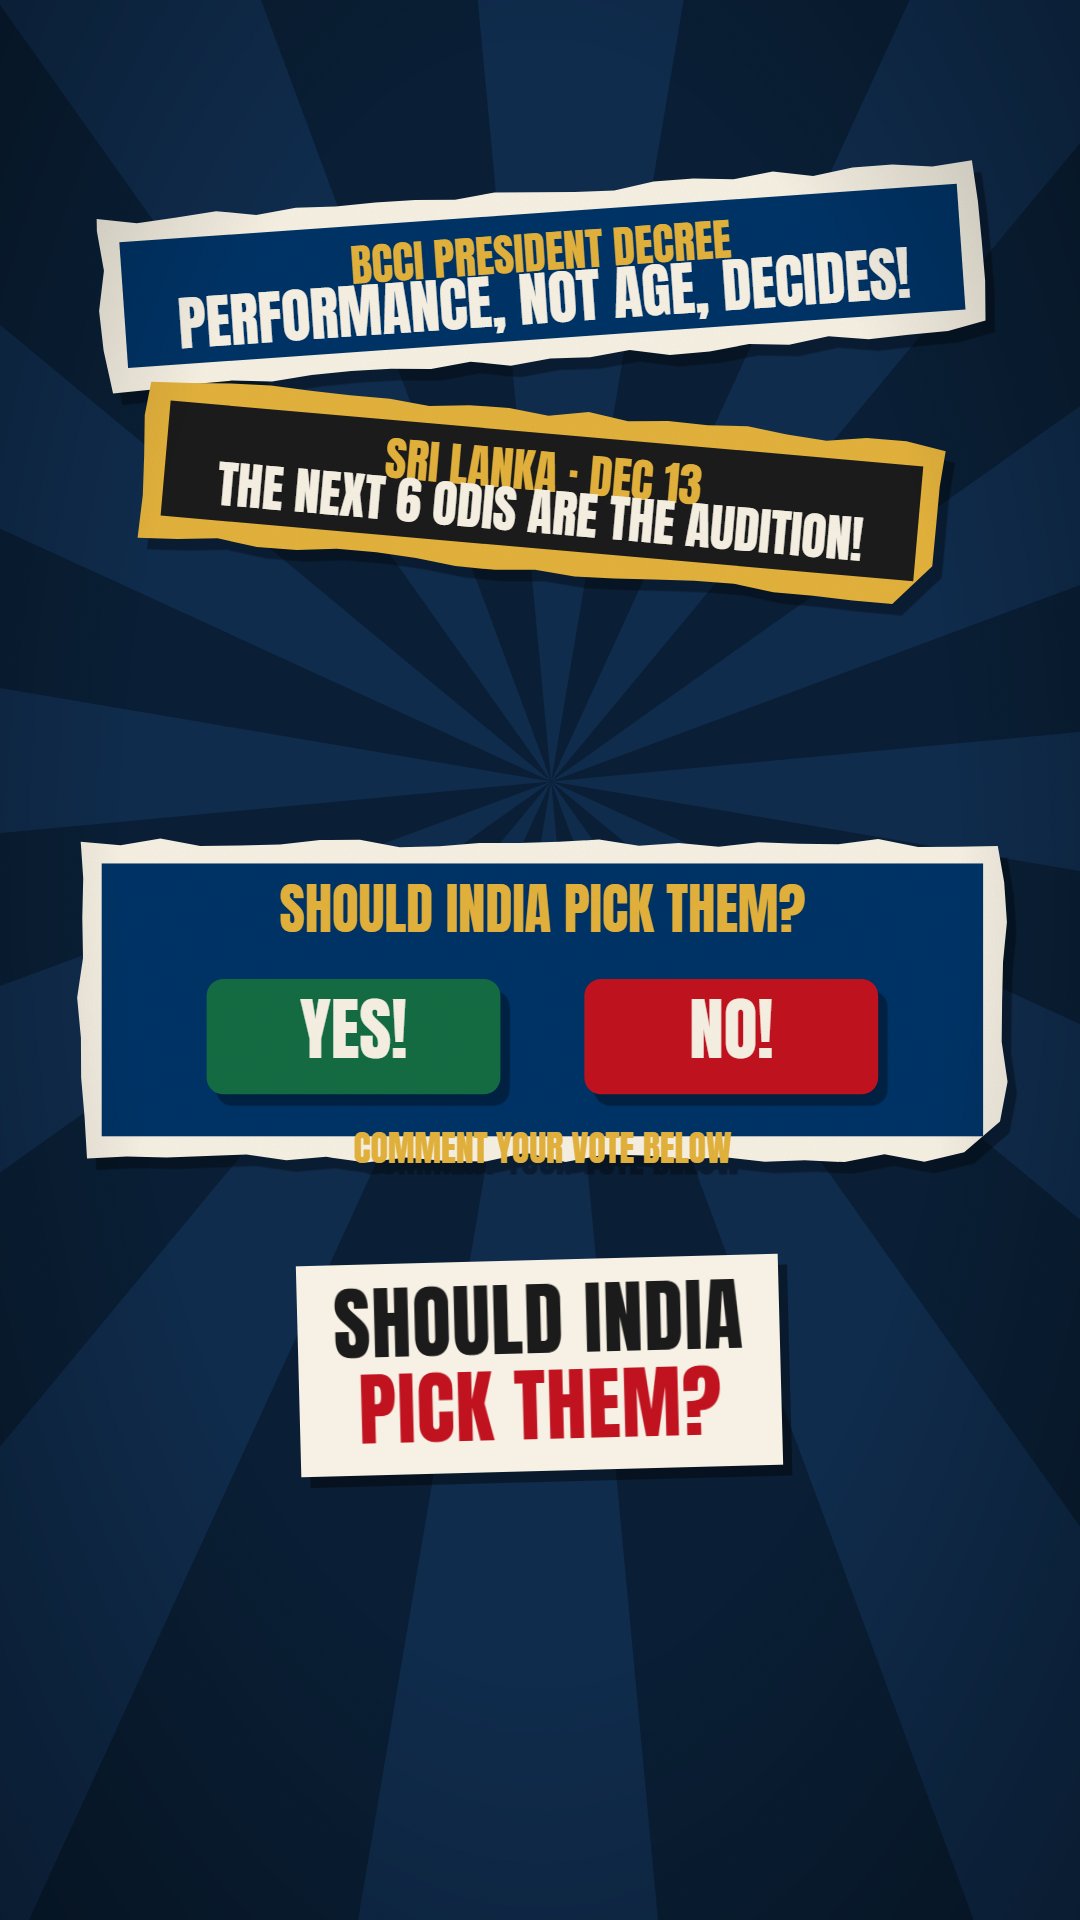 BCCI PRESIDENT DECREE
PERFORMANCE, NOT AGE, DECIDES!
SRI LANKA · DEC 13
THE NEXT 6 ODIS ARE THE AUDITION!
SHOULD INDIA PICK THEM?
YES!
NO!
COMMENT YOUR VOTE BELOW
SHOULD INDIA
PICK THEM?